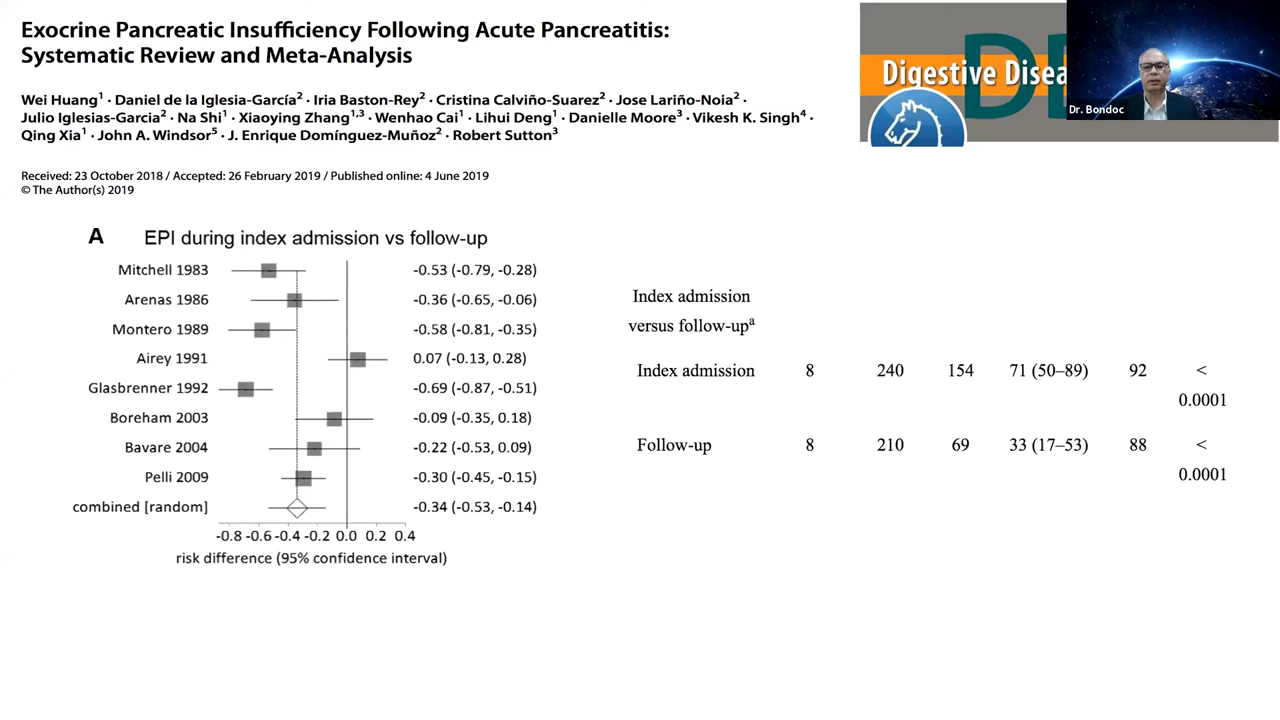 Exocrine Pancreatic Insufficiency Following Acute Pancreatitis:
Systematic Review and Meta-Analysis
Wei Huang1 · Daniel de la Iglesia-García2 · Iria Baston-Rey2 · Cristina Calviño-Suarez2 · Jose Lariño-Noia2 ·
Julio Iglesias-Garcia2 · Na Shi1 · Xiaoying Zhang1,3 · Wenhao Cai1 · Lihui Deng1 · Danielle Moore3 · Vikesh K. Singh4 ·
Qing Xia1 · John A. Windsor5 · J. Enrique Domínguez-Muñoz2 · Robert Sutton3
Received: 23 October 2018 / Accepted: 26 February 2019 / Published online: 4 June 2019
© The Author(s) 2019
Digestive Disea
Dr. Bondoc
A EPI during index admission vs follow-up
Mitchell 1983 -0.53 (-0.79, -0.28)
Arenas 1986 -0.36 (-0.65, -0.06)
Montero 1989 -0.58 (-0.81, -0.35)
Airey 1991 0.07 (-0.13, 0.28)
Glasbrenner 1992 -0.69 (-0.87, -0.51)
Boreham 2003 -0.09 (-0.35, 0.18)
Bavare 2004 -0.22 (-0.53, 0.09)
Pelli 2009 -0.30 (-0.45, -0.15)
combined [random] -0.34 (-0.53, -0.14)
-0.8 -0.6 -0.4 -0.2 0.0 0.2 0.4
risk difference (95% confidence interval)
Index admission
versus follow-upa
Index admission 8 240 154 71 (50–89) 92 <
0.0001
Follow-up 8 210 69 33 (17–53) 88 <
0.0001